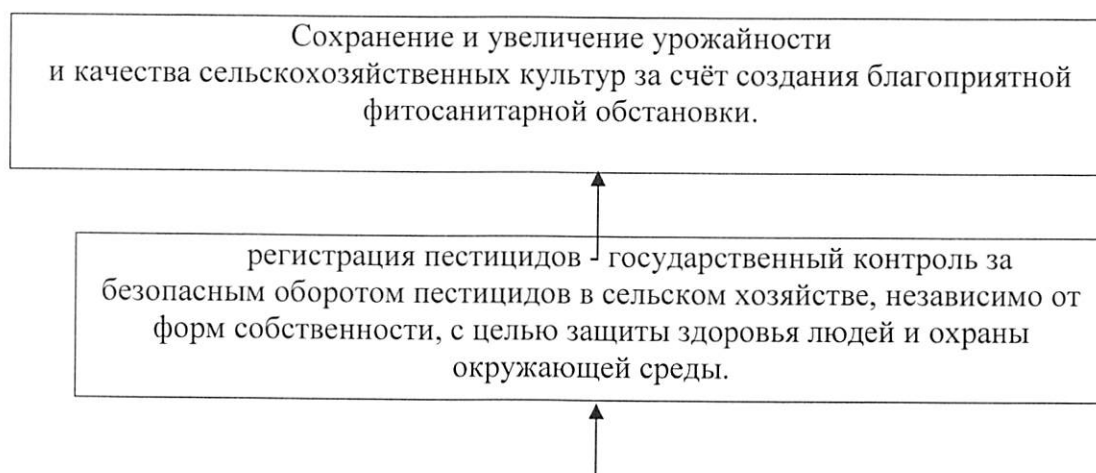 Сохранение и увеличение урожайности
и качества сельскохозяйственных культур за счёт создания благоприятной
фитосанитарной обстановки.
регистрация пестицидов - государственный контроль за
безопасным оборотом пестицидов в сельском хозяйстве, независимо от
форм собственности, с целью защиты здоровья людей и охраны
окружающей среды.